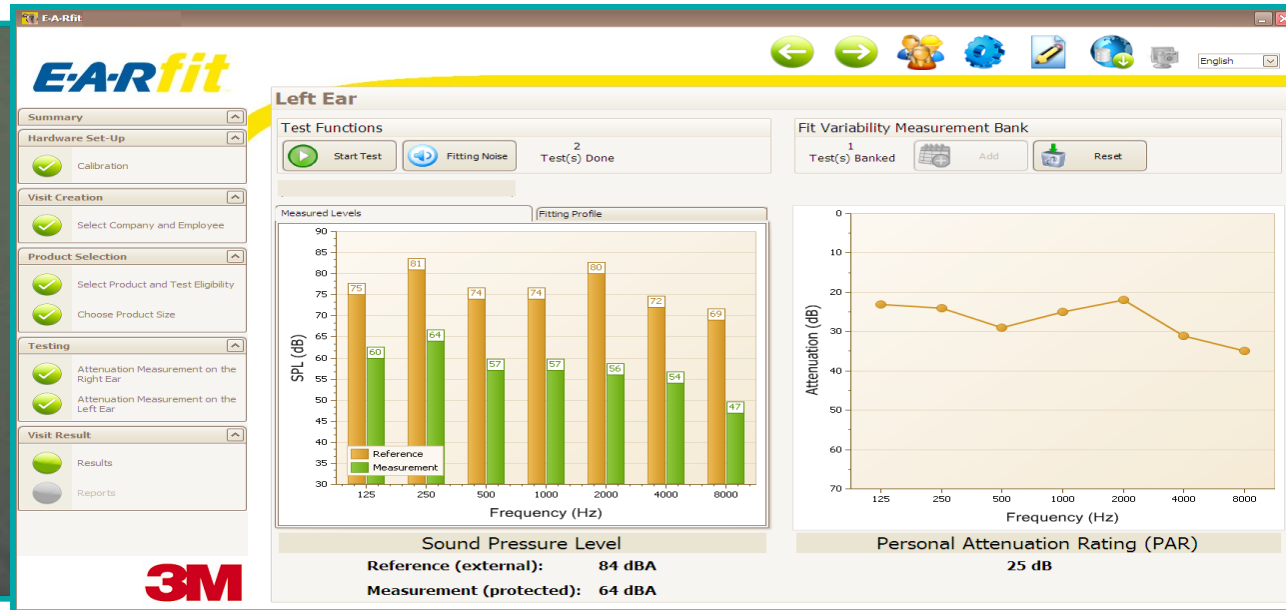 E-A-Rfit
E·A·Rfit
English
Summary
Hardware Set-Up
Calibration
Visit Creation
Select Company and Employee
Product Selection
Select Product and Test Eligibility
Choose Product Size
Testing
Attenuation Measurement on the
Right Ear
Attenuation Measurement on the
Left Ear
Visit Result
Results
Reports
3M
Left Ear
Test Functions
Start Test
Fitting Noise
2
Test(s) Done
Fit Variability Measurement Bank
1
Test(s) Banked
Add
Reset
Measured Levels
Fitting Profile
SPL (dB)
90
85
80
75
70
65
60
55
50
45
40
35
30
75 81 74 74 80 72 69
60 64 57 57 56 54 47
Reference
Measurement
125 250 500 1000 2000 4000 8000
Frequency (Hz)
Attenuation (dB)
0
10
20
30
40
50
60
70
125 250 500 1000 2000 4000 8000
Frequency (Hz)
Sound Pressure Level
Reference (external): 84 dBA
Measurement (protected): 64 dBA
Personal Attenuation Rating (PAR)
25 dB